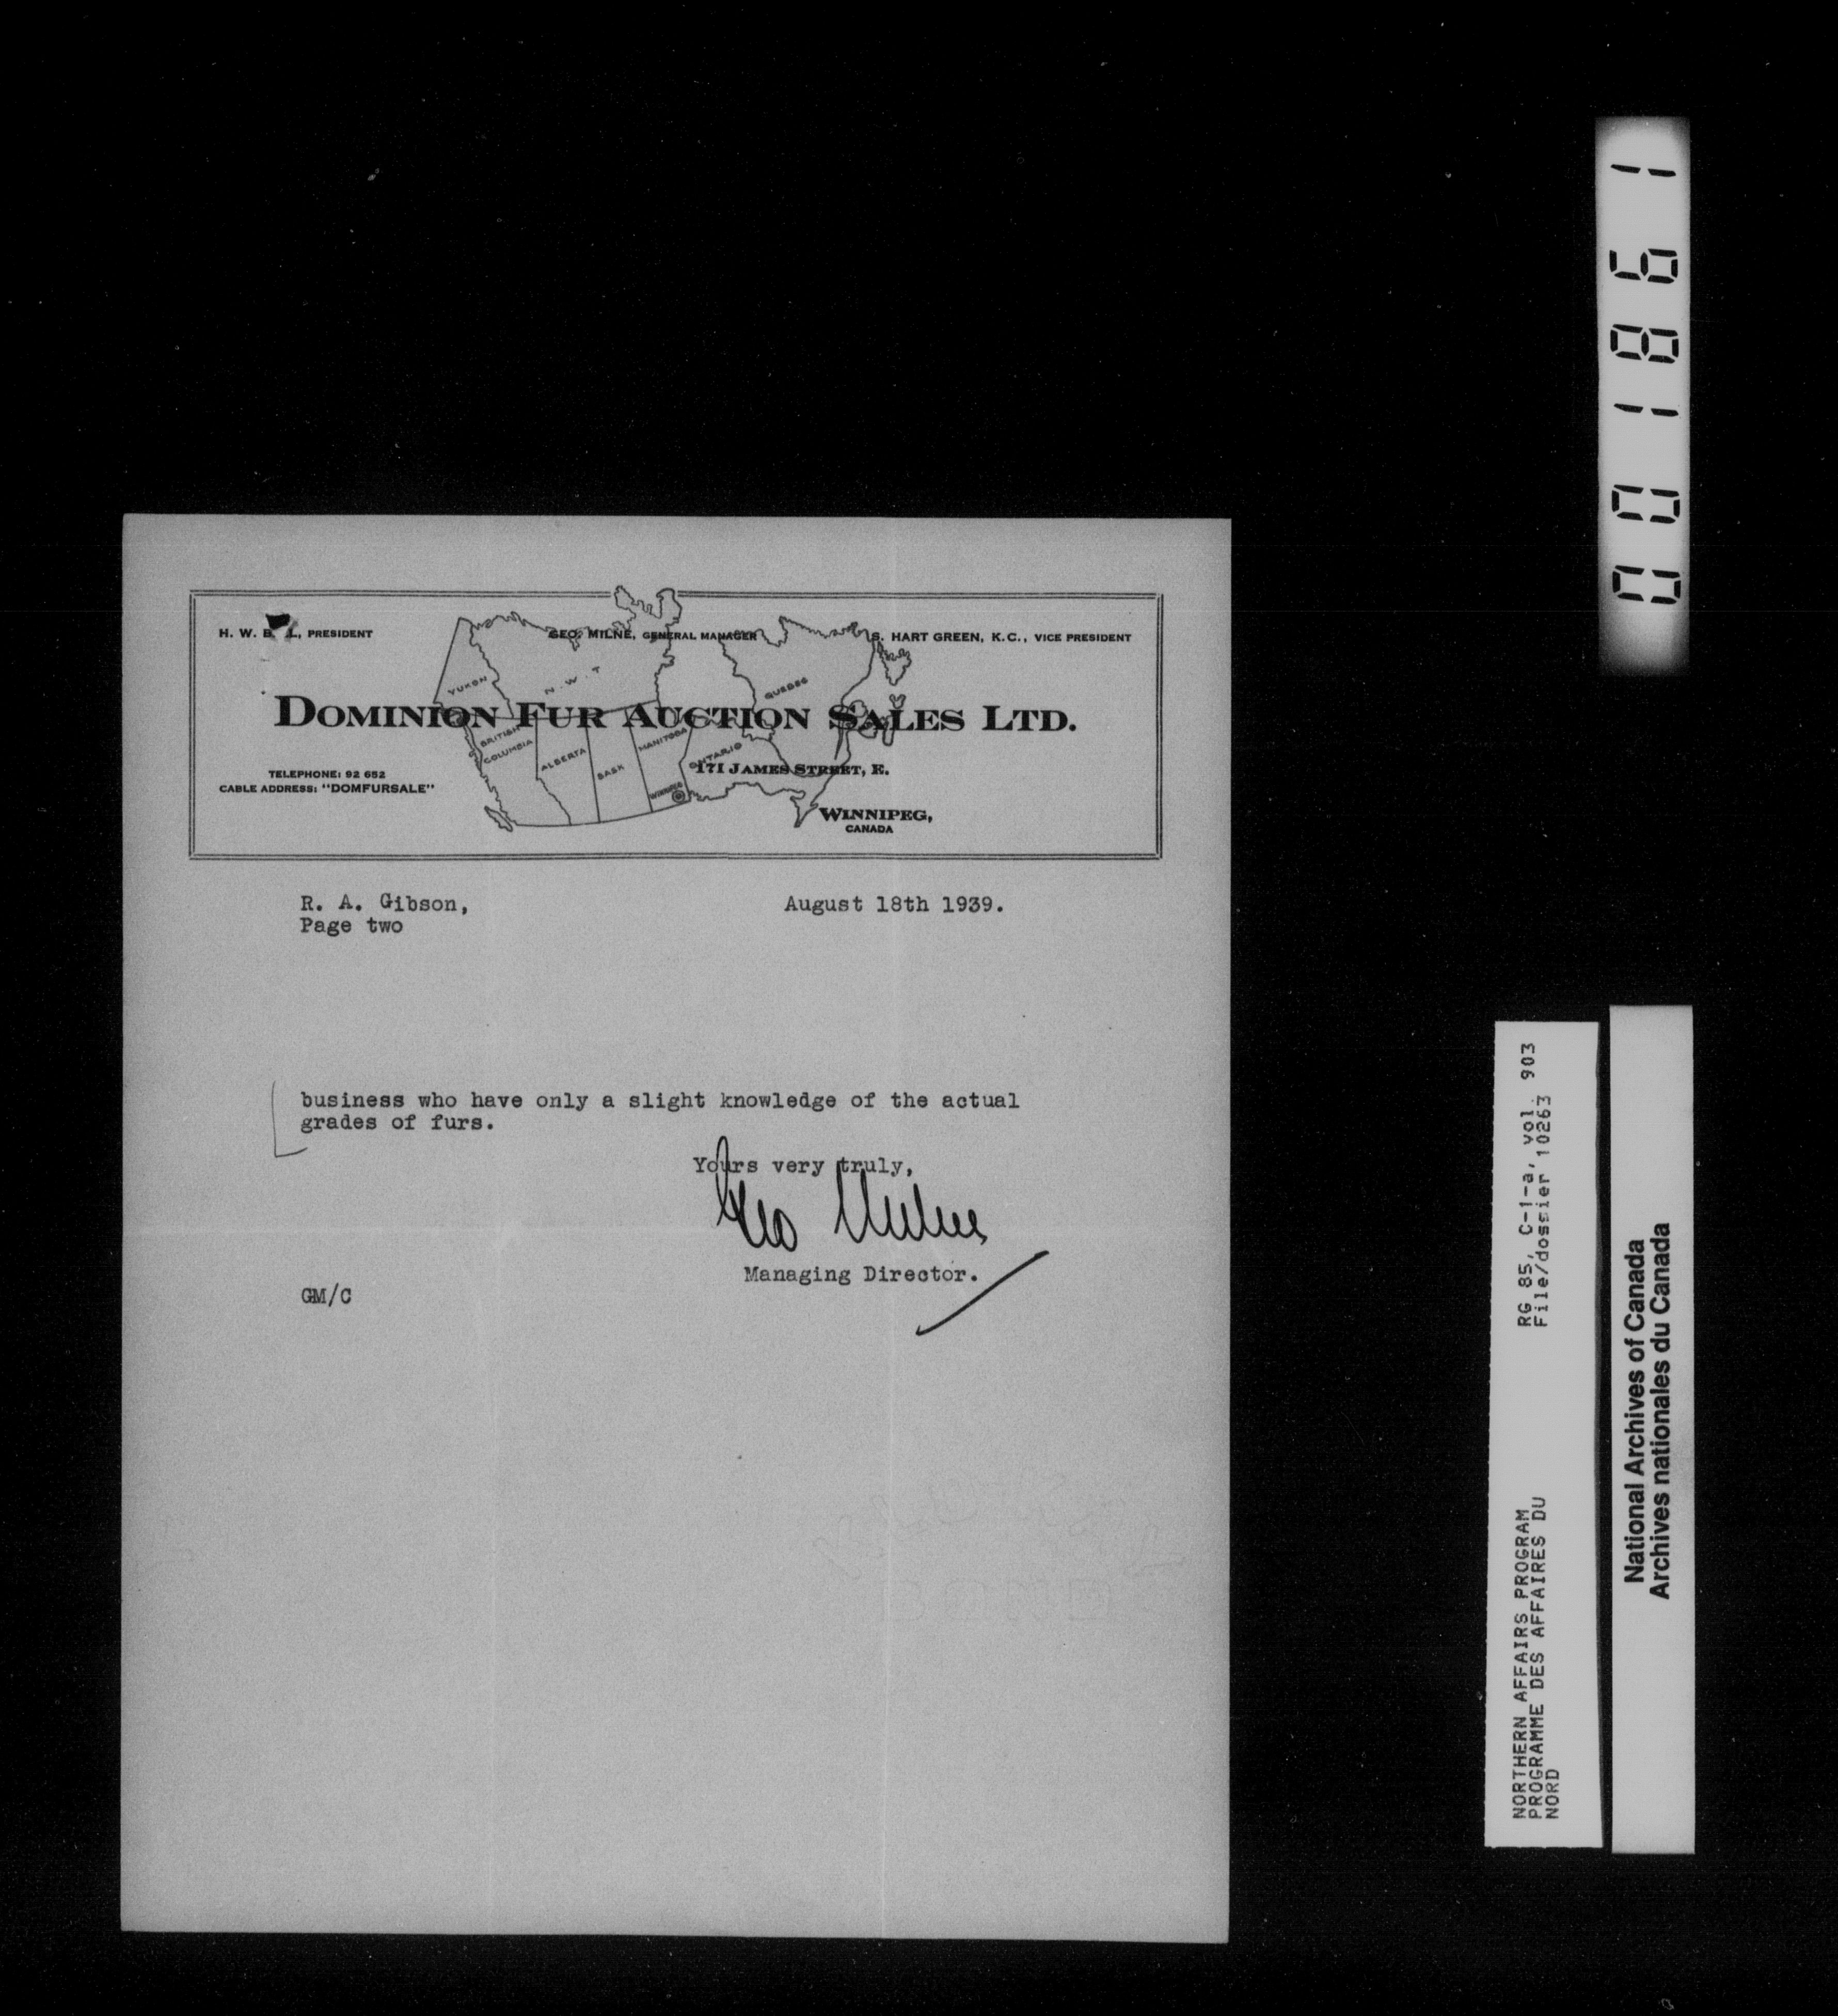 H. W. B L, PRESIDENT
GEO. MILNE, GENERAL MANAGER
S. HART GREEN, K.C., VICE PRESIDENT
YUKON
N. W. T
QUEBEC
DOMINION FUR AUCTION SALES LTD.
BRITISH
COLUMBIA
ALBERTA
SASK
MANITOBA
ONTARIO
WINNIPEG
171 JAMES STREET, E.
TELEPHONE: 92 652
CABLE ADDRESS: "DOMFURSALE"
WINNIPEG,
CANADA
R. A. Gibson,
August 18th 1939.
Page two
business who have only a slight knowledge of the actual
grades of furs.
Yours very truly,
Geo Milne
Managing Director.
GM/C
001861
RG 85, C-1-a, vol. 903
File/dossier 10263
NORTHERN AFFAIRS PROGRAM
PROGRAMME DES AFFAIRES DU
NORD
National Archives of Canada
Archives nationales du Canada